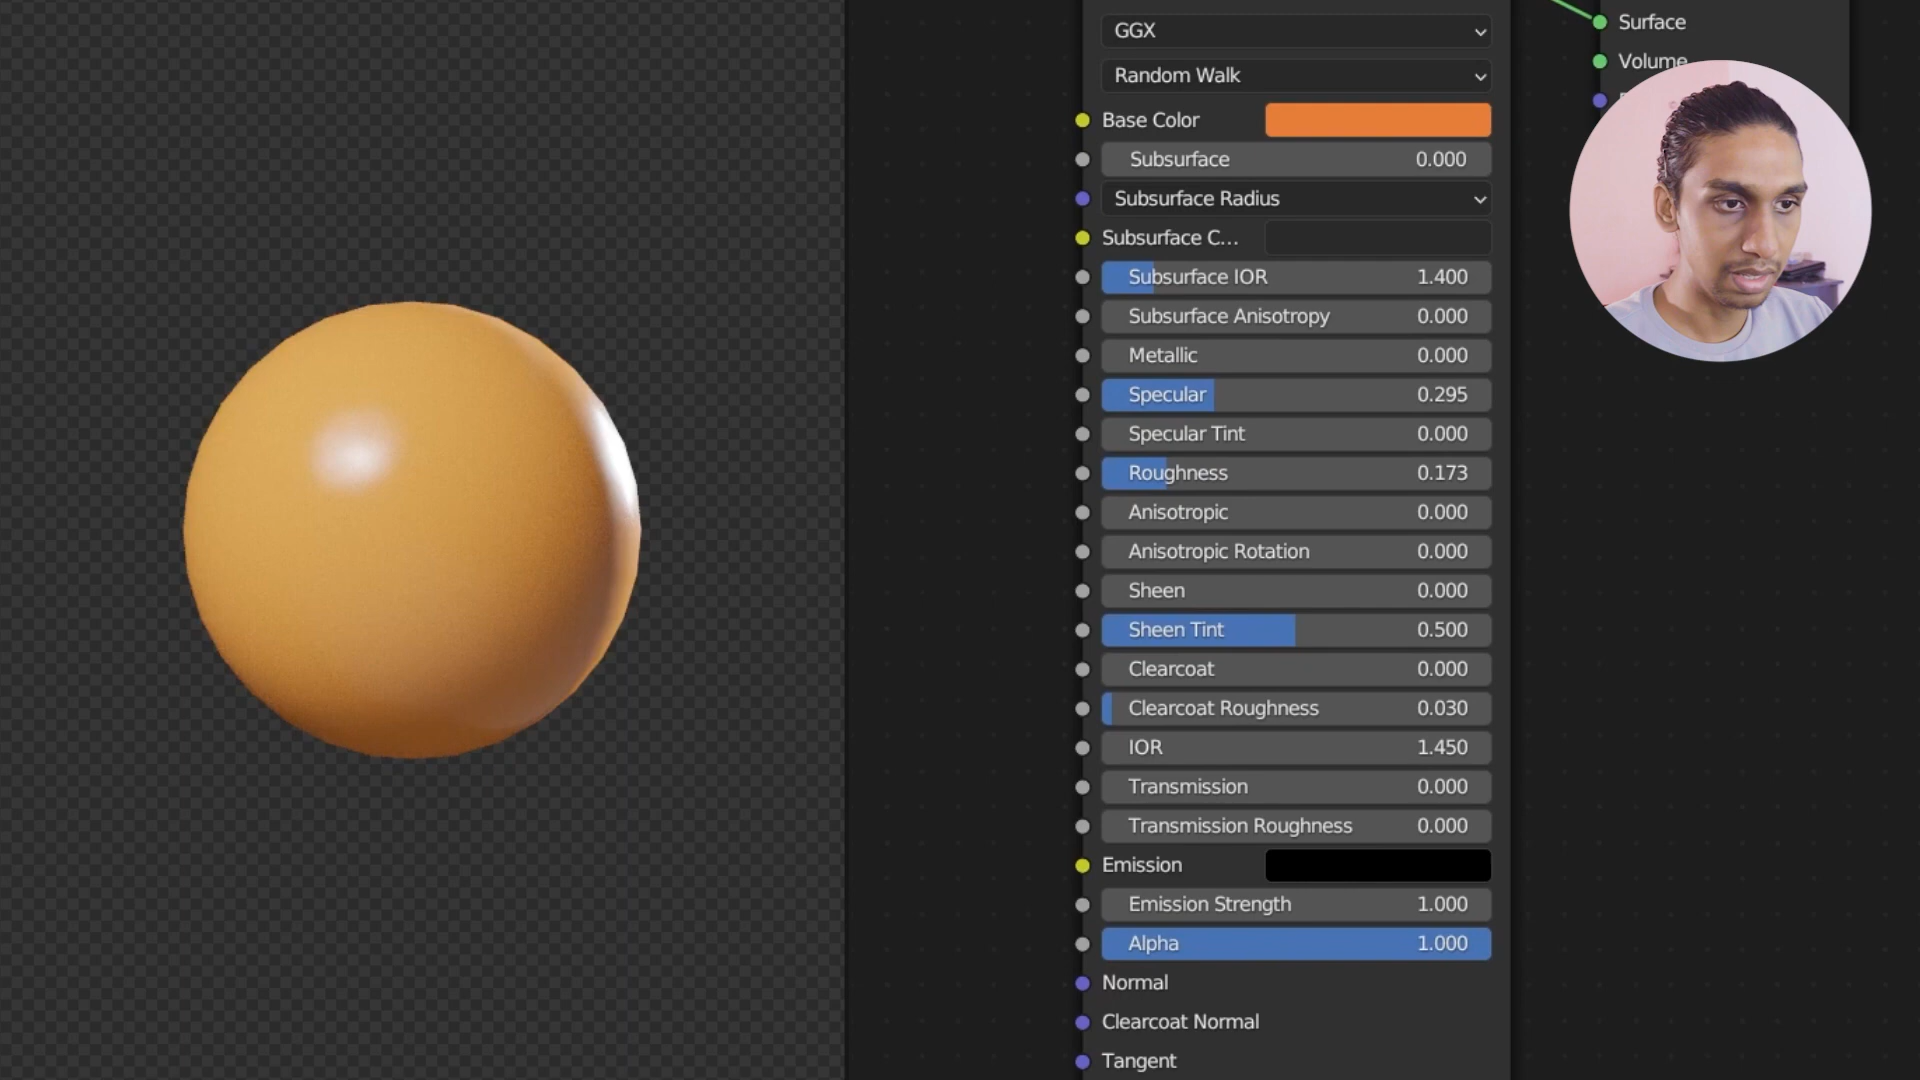 GGX
Surface
Random Walk
Volume
Base Color
Subsurface 0.000
Subsurface Radius
Subsurface C...
Subsurface IOR 1.400
Subsurface Anisotropy 0.000
Metallic 0.000
Specular 0.295
Specular Tint 0.000
Roughness 0.173
Anisotropic 0.000
Anisotropic Rotation 0.000
Sheen 0.000
Sheen Tint 0.500
Clearcoat 0.000
Clearcoat Roughness 0.030
IOR 1.450
Transmission 0.000
Transmission Roughness 0.000
Emission
Emission Strength 1.000
Alpha 1.000
Normal
Clearcoat Normal
Tangent